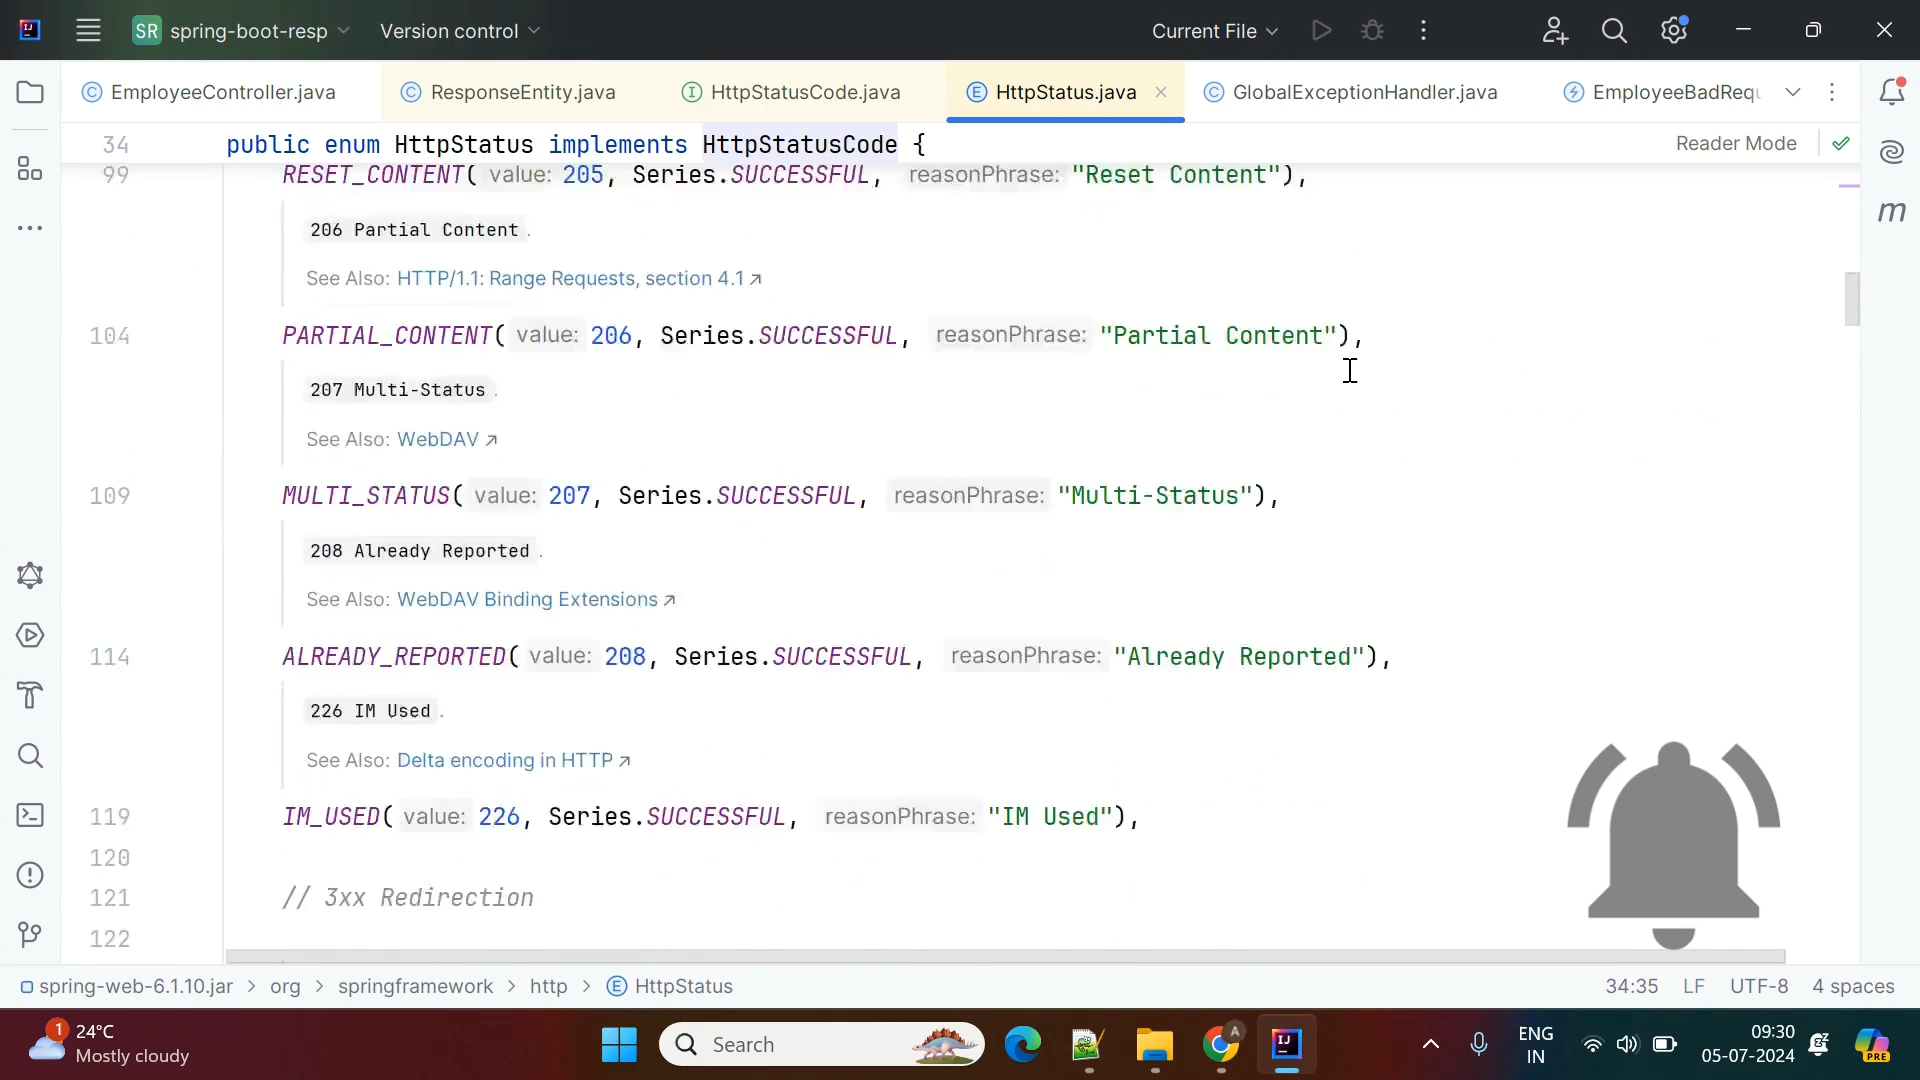 SR spring-boot-resp Version control Current File
EmployeeController.java ResponseEntity.java HttpStatusCode.java HttpStatus.java GlobalExceptionHandler.java EmployeeBadRequ
34 public enum HttpStatus implements HttpStatusCode { Reader Mode
99 RESET_CONTENT( value: 205, Series.SUCCESSFUL, reasonPhrase: "Reset Content"),
206 Partial Content.
See Also: HTTP/1.1: Range Requests, section 4.1
104 PARTIAL_CONTENT( value: 206, Series.SUCCESSFUL, reasonPhrase: "Partial Content"),
207 Multi-Status.
See Also: WebDAV
109 MULTI_STATUS( value: 207, Series.SUCCESSFUL, reasonPhrase: "Multi-Status"),
208 Already Reported.
See Also: WebDAV Binding Extensions
114 ALREADY_REPORTED( value: 208, Series.SUCCESSFUL, reasonPhrase: "Already Reported"),
226 IM Used.
See Also: Delta encoding in HTTP
119 IM_USED( value: 226, Series.SUCCESSFUL, reasonPhrase: "IM Used"),
120
121 // 3xx Redirection
122
spring-web-6.1.10.jar > org > springframework > http > HttpStatus 34:35 LF UTF-8 4 spaces
1 24°C
Mostly cloudy
Search
ENG
IN
09:30
05-07-2024
PRE